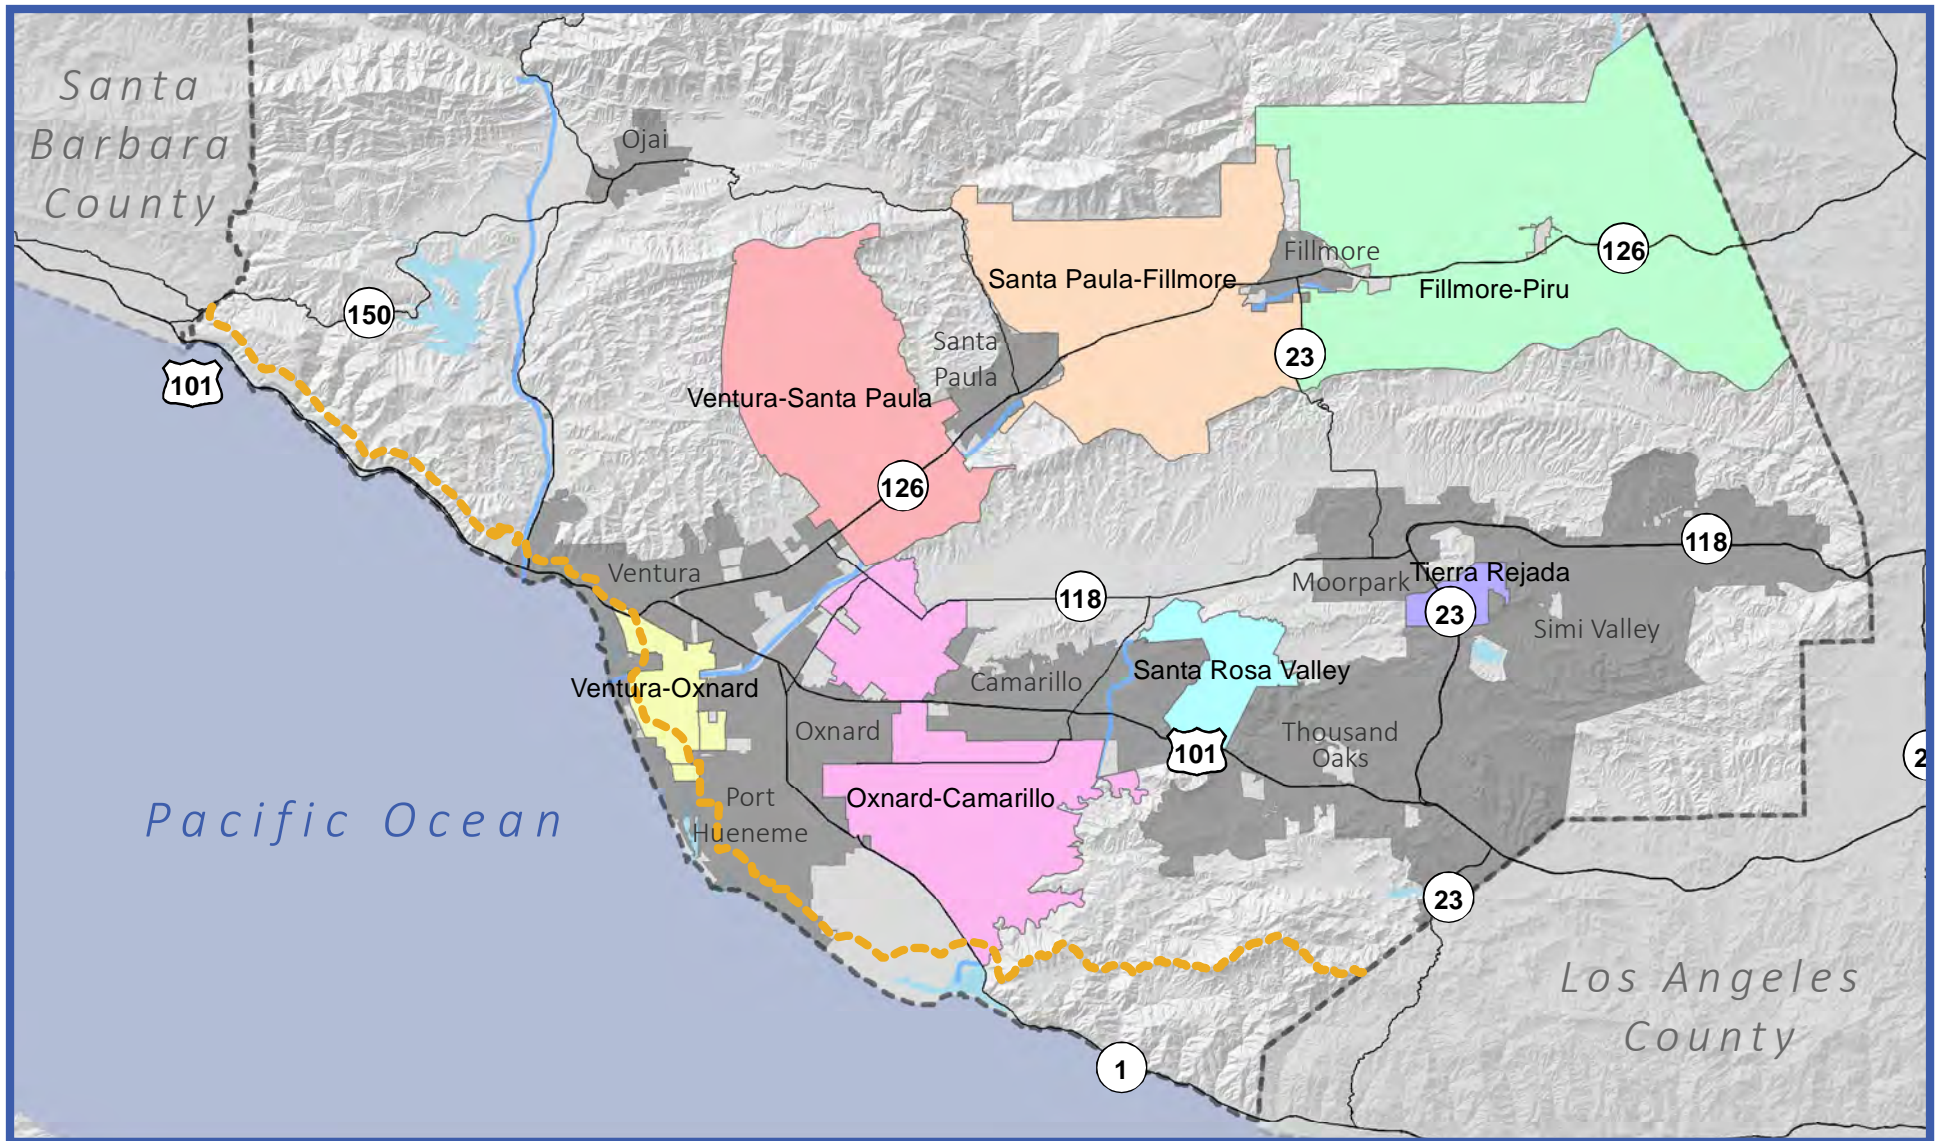 Santa
Barbara
County
Ojai
150
101
Santa Paula-Fillmore
Fillmore
126
Fillmore-Piru
23
Santa
Paula
Ventura-Santa Paula
126
118
Ventura
118
Moorpark
Tierra Rejada
23
Simi Valley
Camarillo
Santa Rosa Valley
Ventura-Oxnard
Oxnard
101
Thousand
Oaks
Oxnard-Camarillo
Port
Hueneme
Pacific Ocean
23
Los Angeles
County
1